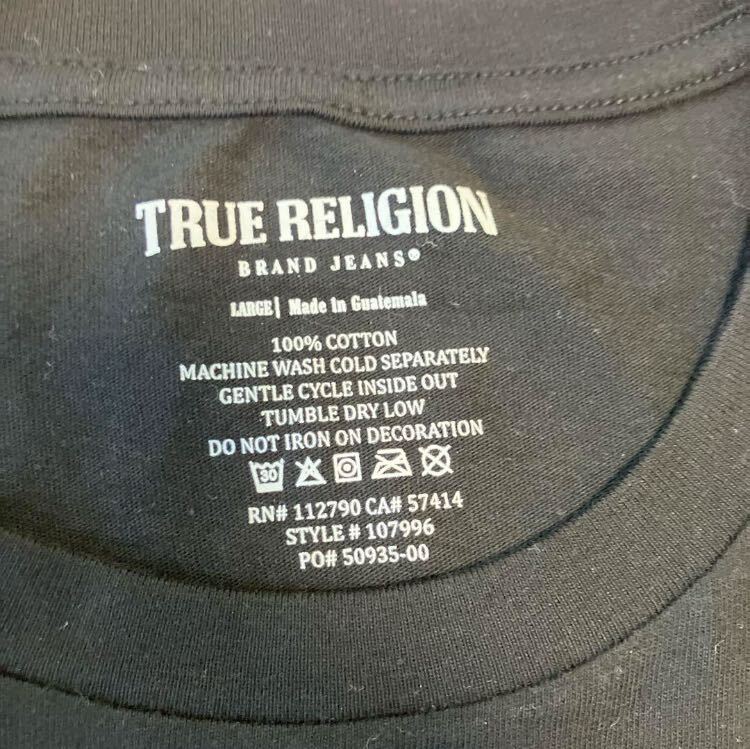 TRUE RELIGION
BRAND JEANS®
LARGE| Made in Guatemala
100% COTTON
MACHINE WASH COLD SEPARATELY
GENTLE CYCLE INSIDE OUT
TUMBLE DRY LOW
DO NOT IRON ON DECORATION
30
RN# 112790 CA# 57414
STYLE # 107996
PO# 50935-00